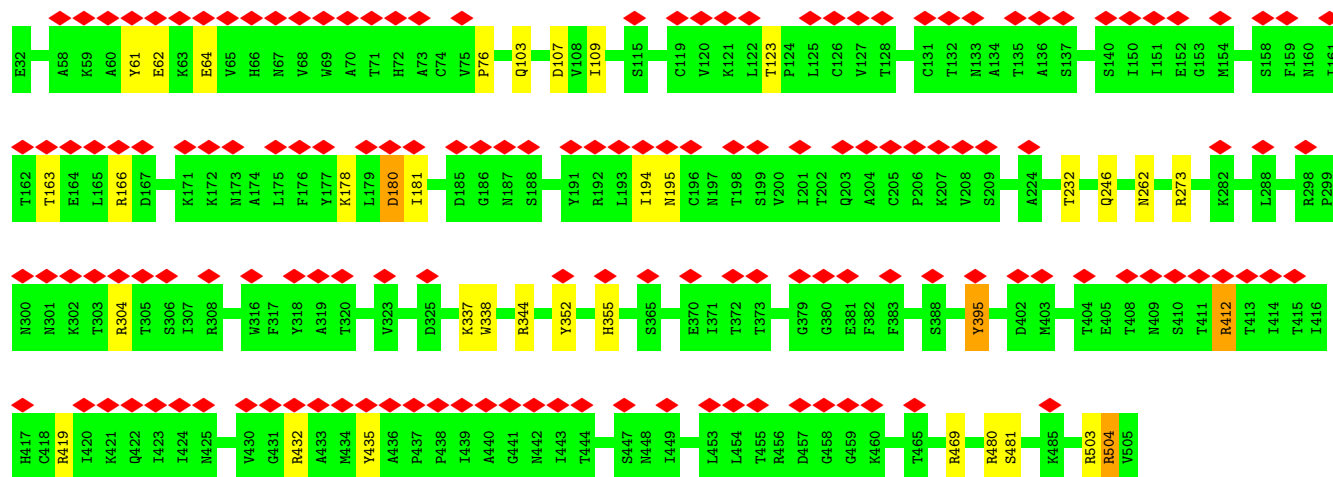 E32 A58 K59 A60 Y61 E62 K63 E64 V65 H66 N67 V68 W69 A70 T71 H72 A73 C74 V75 P76 Q103 D107 V108 I109 S115 C119 V120 K121 L122 T123 P124 L125 C126 V127 T128 C131 T132 N133 A134 T135 A136 S137 S140 I150 I151 E152 G153 M154 S158 F159 N160 I161
T162 T163 E164 L165 R166 D167 K171 K172 N173 A174 L175 F176 Y177 K178 L179 D180 I181 D185 G186 N187 S188 Y191 R192 L193 I194 N195 C196 N197 T198 S199 V200 I201 T202 Q203 A204 C205 P206 K207 V208 S209 A224 T232 Q246 N262 R273 K282 L288 R298 P299
N300 N301 K302 T303 R304 T305 S306 I307 R308 W316 F317 Y318 A319 T320 V323 D325 K337 W338 R344 Y352 H355 S365 E370 I371 T372 T373 G379 G380 E381 F382 F383 S388 Y395 D402 M403 T404 E405 T408 N409 S410 T411 R412 T413 I414 T415 I416
H417 C418 R419 I420 K421 Q422 I423 I424 N425 V430 G431 R432 A433 M434 Y435 A436 P437 P438 I439 A440 G441 N442 I443 T444 S447 N448 I449 L453 L454 T455 R456 D457 G458 G459 K460 T465 R469 R480 S481 K485 R503 R504 V505